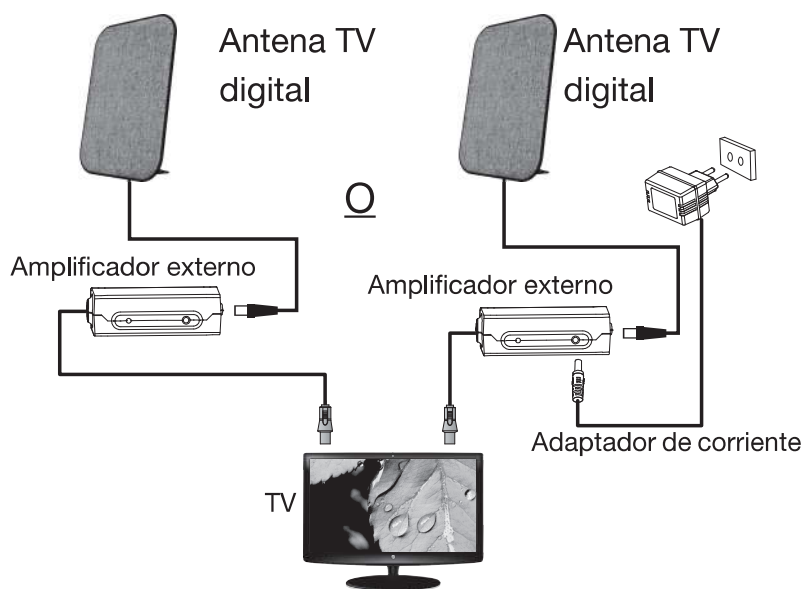 Antena TV
digital
Antena TV
digital
O
Amplificador externo
Amplificador externo
Adaptador de corriente
TV